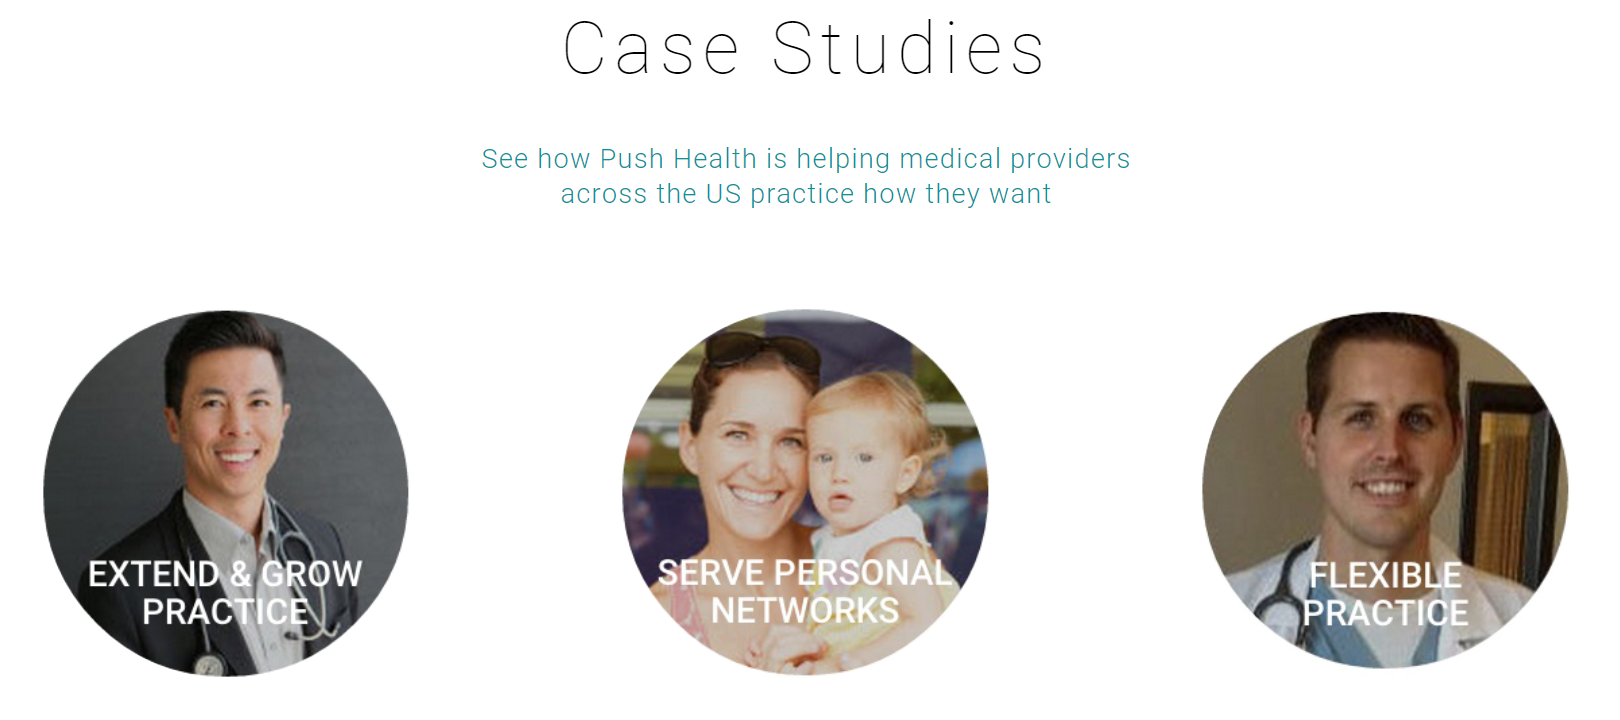 Case Studies
See how Push Health is helping medical providers
across the US practice how they want
EXTEND & GROW
PRACTICE
SERVE PERSONAL
NETWORKS
FLEXIBLE
PRACTICE